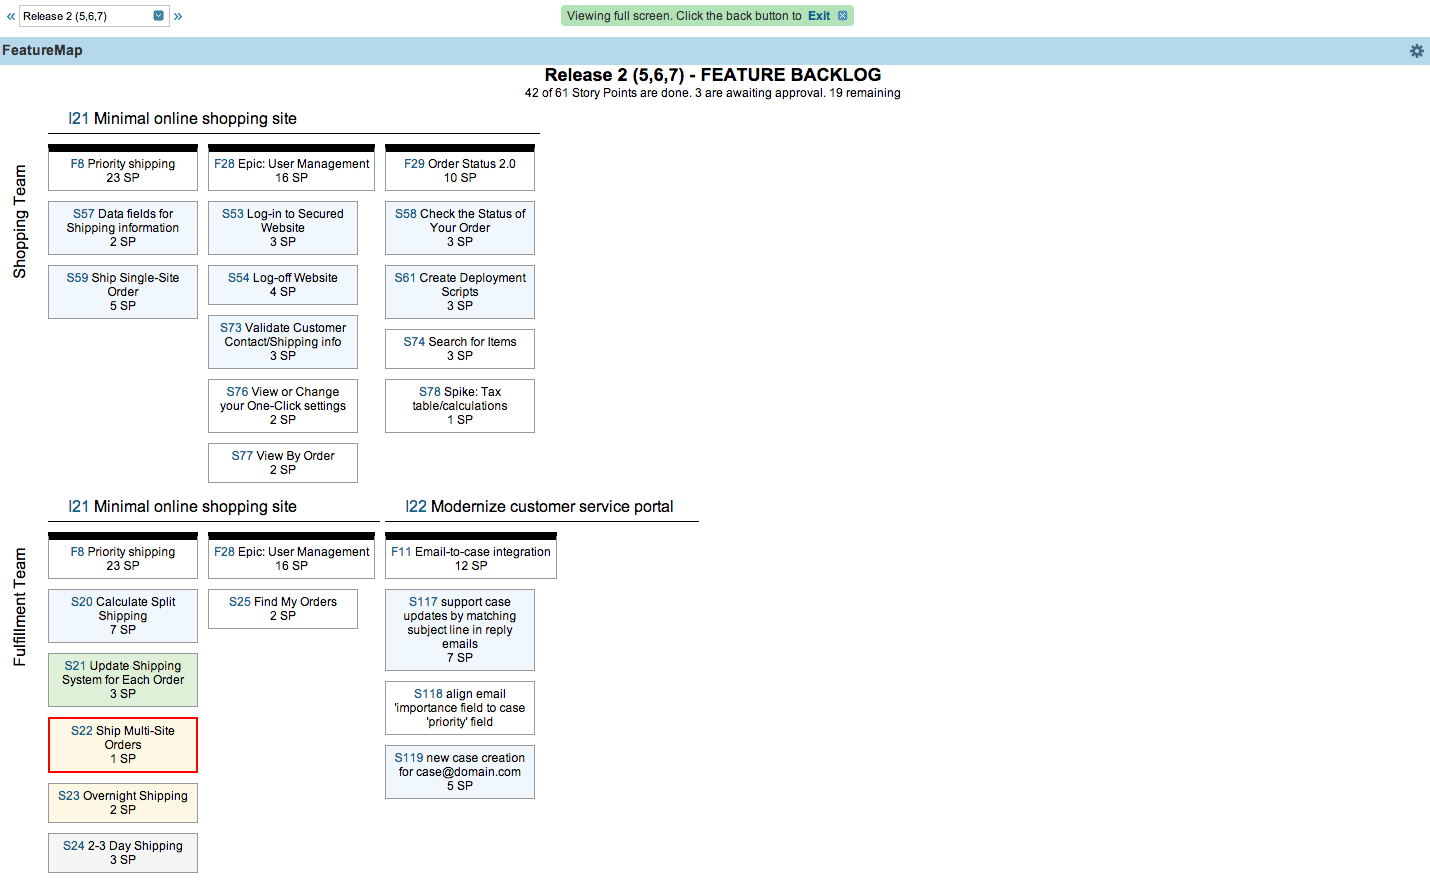 « Release 2 (5,6,7) »
Viewing full screen. Click the back button to Exit
FeatureMap
Release 2 (5,6,7) - FEATURE BACKLOG
42 of 61 Story Points are done. 3 are awaiting approval. 19 remaining
Shopping Team
I21 Minimal online shopping site
F8 Priority shipping
23 SP
S57 Data fields for
Shipping information
2 SP
S59 Ship Single-Site
Order
5 SP
F28 Epic: User Management
16 SP
S53 Log-in to Secured
Website
3 SP
S54 Log-off Website
4 SP
S73 Validate Customer
Contact/Shipping info
3 SP
S76 View or Change
your One-Click settings
2 SP
S77 View By Order
2 SP
F29 Order Status 2.0
10 SP
S58 Check the Status of
Your Order
3 SP
S61 Create Deployment
Scripts
3 SP
S74 Search for Items
3 SP
S78 Spike: Tax
table/calculations
1 SP
Fulfillment Team
I21 Minimal online shopping site
F8 Priority shipping
23 SP
S20 Calculate Split
Shipping
7 SP
S21 Update Shipping
System for Each Order
3 SP
S22 Ship Multi-Site
Orders
1 SP
S23 Overnight Shipping
2 SP
S24 2-3 Day Shipping
3 SP
F28 Epic: User Management
16 SP
S25 Find My Orders
2 SP
I22 Modernize customer service portal
F11 Email-to-case integration
12 SP
S117 support case
updates by matching
subject line in reply
emails
7 SP
S118 align email
'importance field to case
'priority' field
S119 new case creation
for case@domain.com
5 SP